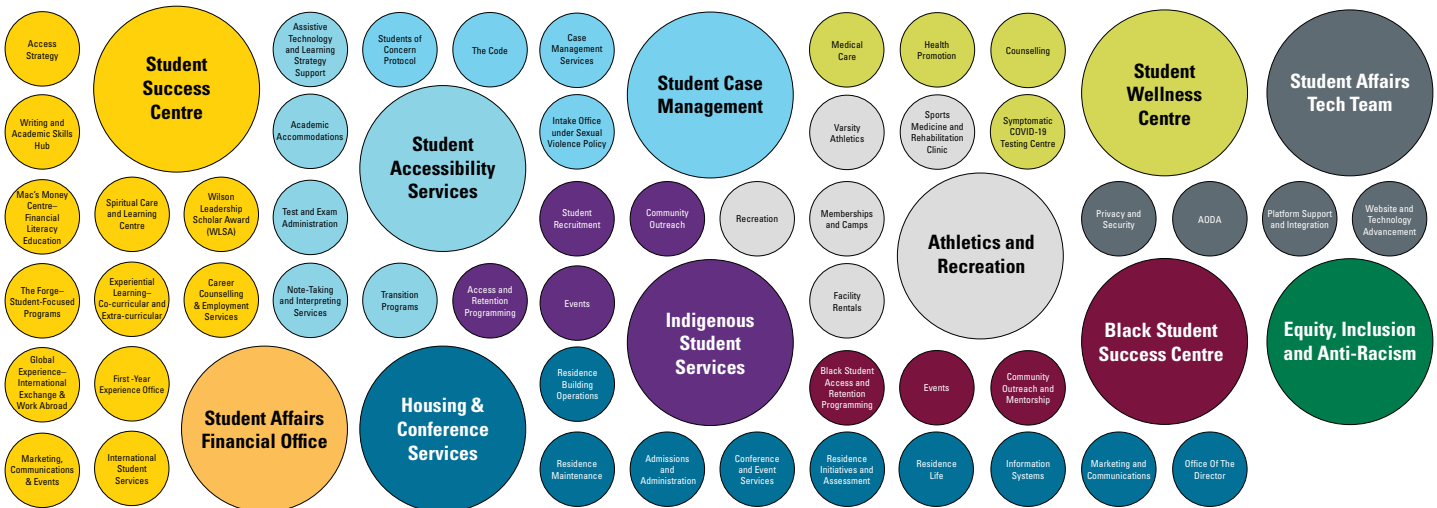 Access
Strategy
Student
Success
Centre
Assistive
Technology
and Learning
Strategy
Support
Students of
Concern
Protocol
The Code
Case
Management
Services
Student Case
Management
Medical
Care
Health
Promotion
Counselling
Student
Wellness
Centre
Student Affairs
Tech Team
Writing and
Academic Skills
Hub
Academic
Accommodations
Student
Accessibility
Services
Intake Office
under Sexual
Violence Policy
Varsity
Athletics
Sports
Medicine and
Rehabilitation
Clinic
Symptomatic
COVID-19
Testing Centre
Mac's Money
Centre–
Financial
Literacy
Education
Spiritual Care
and Learning
Centre
Wilson
Leadership
Scholar Award
(WLSA)
Test and Exam
Administration
Student
Recruitment
Community
Outreach
Recreation
Memberships
and Camps
Athletics and
Recreation
Privacy and
Security
AODA
Platform Support
and Integration
Website and
Technology
Advancement
The Forge–
Student-Focused
Programs
Experiential
Learning–
Co-curricular and
Extra-curricular
Career
Counselling
& Employment
Services
Note-Taking
and Interpreting
Services
Transition
Programs
Access and
Retention
Programming
Events
Indigenous
Student
Services
Facility
Rentals
Black Student
Success Centre
Equity, Inclusion
and Anti-Racism
Global
Experience–
International
Exchange &
Work Abroad
First-Year
Experience Office
Student Affairs
Financial Office
Housing &
Conference
Services
Residence
Building
Operations
Black Student
Access and
Retention
Programming
Events
Community
Outreach and
Mentorship
Marketing,
Communications
& Events
International
Student
Services
Residence
Maintenance
Admissions
and
Administration
Conference
and Event
Services
Residence
Initiatives and
Assessment
Residence
Life
Information
Systems
Marketing and
Communications
Office Of The
Director